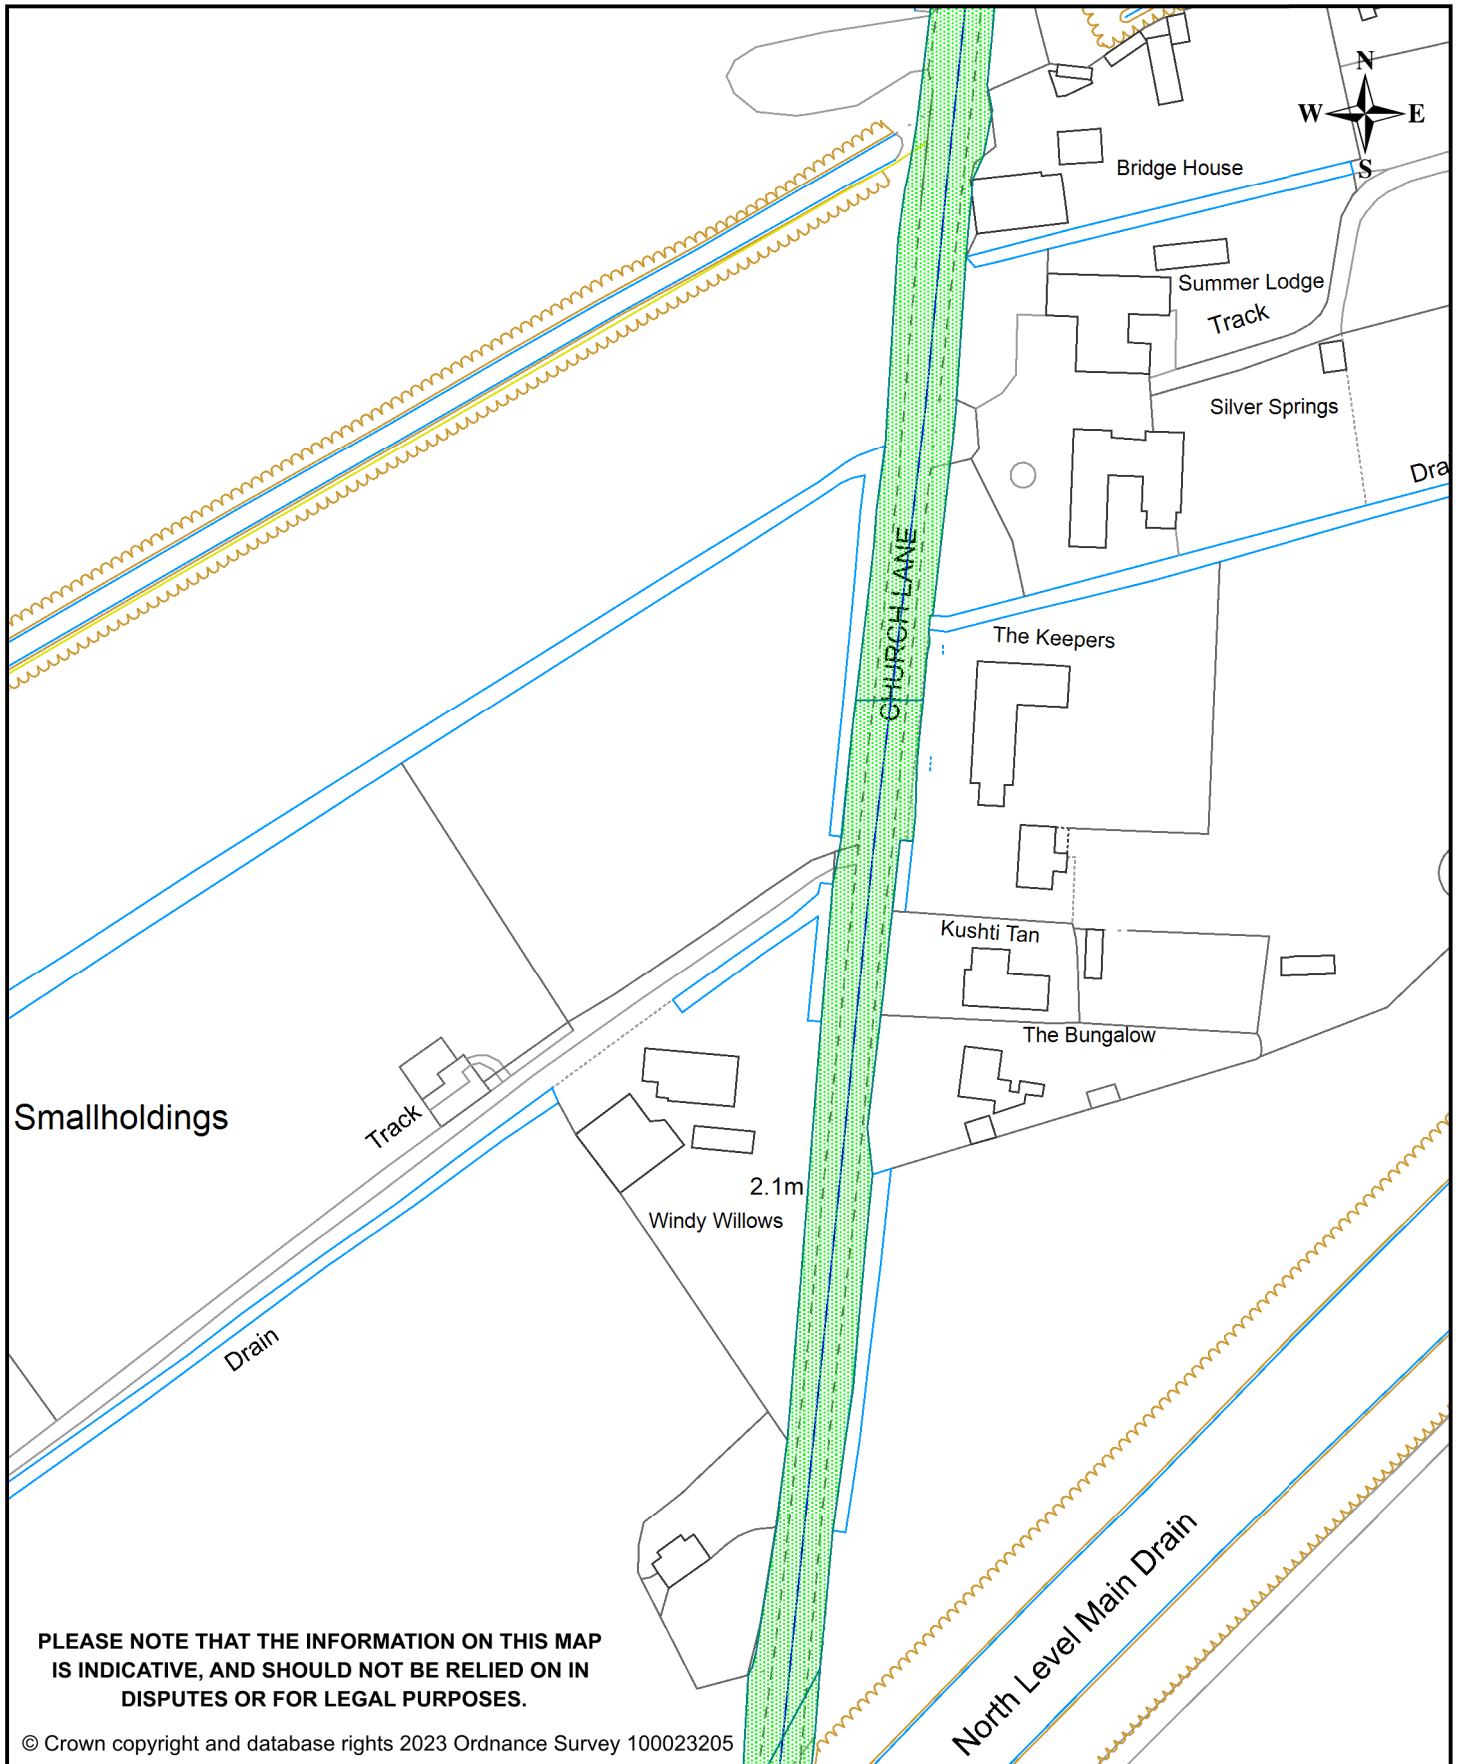 N
W E
S
Bridge House
Summer Lodge
Track
Silver Springs
Dra
CHURCH LANE
The Keepers
Kushti Tan
The Bungalow
Smallholdings
Track
2.1m
Windy Willows
Drain
North Level Main Drain
PLEASE NOTE THAT THE INFORMATION ON THIS MAP
IS INDICATIVE, AND SHOULD NOT BE RELIED ON IN
DISPUTES OR FOR LEGAL PURPOSES.
© Crown copyright and database rights 2023 Ordnance Survey 100023205